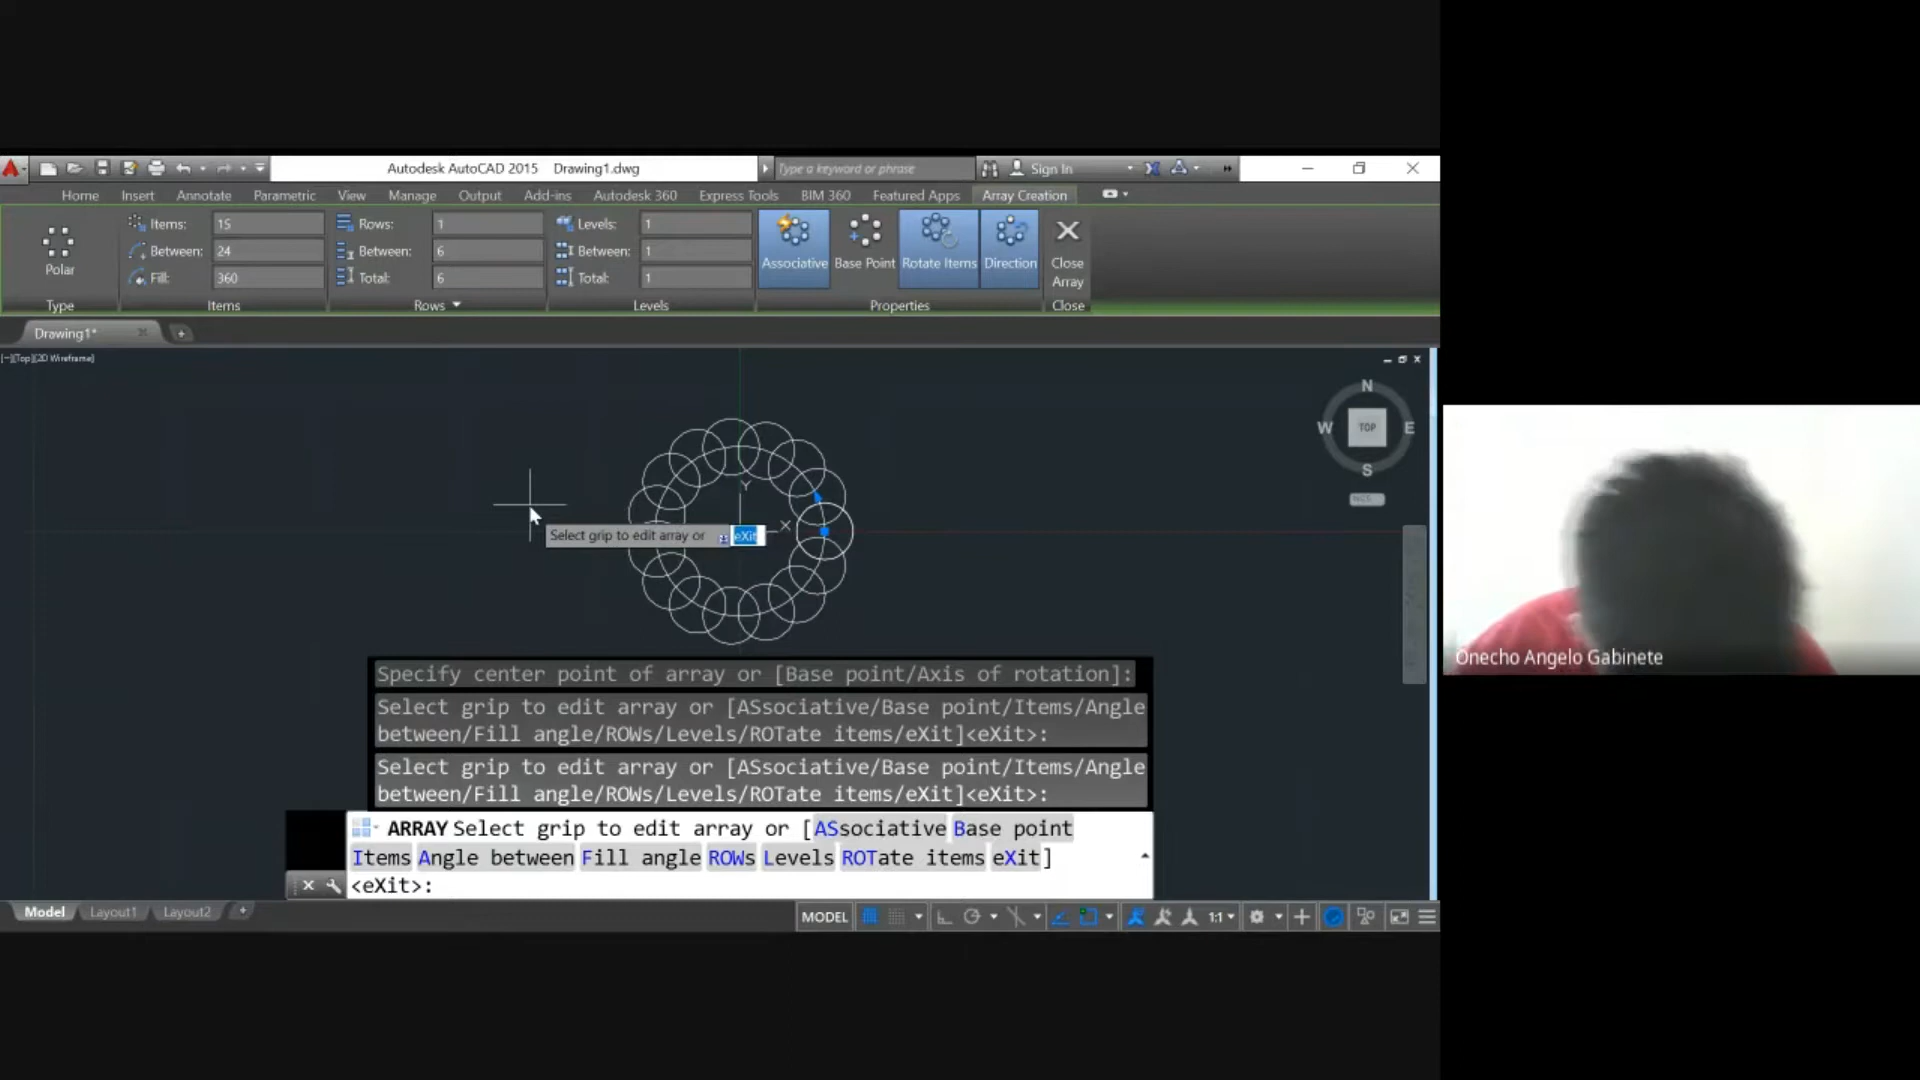 Autodesk AutoCAD 2015 Drawing1.dwg
Type a keyword or phrase
Sign In
Home Insert Annotate Parametric View Manage Output Add-ins Autodesk 360 Express Tools BIM 360 Featured Apps Array Creation
Polar
Items: 15
Between: 24
Fill: 360
Rows: 1
Between: 6
Total: 6
Levels: 1
Between: 1
Total: 1
Associative Base Point Rotate Items Direction
Close
Array
Type Items Rows Levels Properties Close
Drawing1*
[−][Top][2D Wireframe]
N
W TOP E
S
Y
X
Select grip to edit array or eXit
Specify center point of array or [Base point/Axis of rotation]:
Select grip to edit array or [ASsociative/Base point/Items/Angle
between/Fill angle/ROWs/Levels/ROTate items/eXit]<eXit>:
Select grip to edit array or [ASsociative/Base point/Items/Angle
between/Fill angle/ROWs/Levels/ROTate items/eXit]<eXit>:
ARRAY Select grip to edit array or [ASsociative Base point
Items Angle between Fill angle ROWs Levels ROTate items eXit]
<eXit>:
Model Layout1 Layout2
MODEL
1:1
Onecho Angelo Gabinete